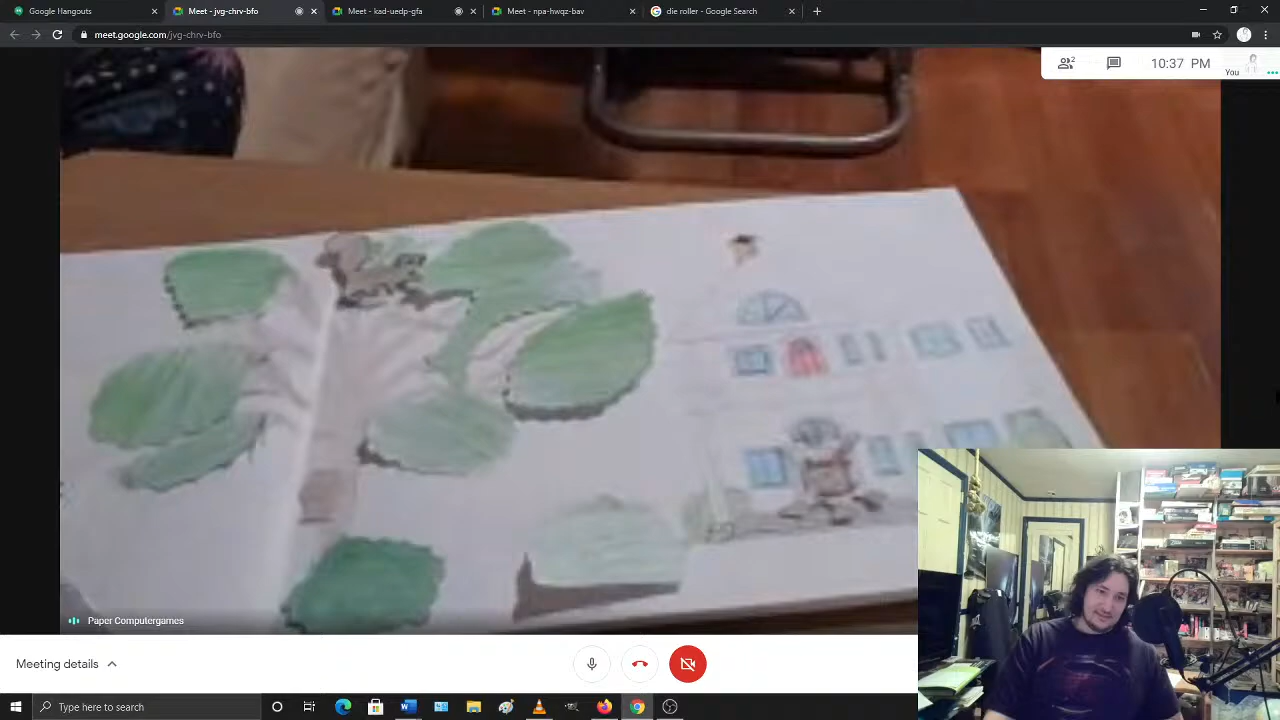 Google Hangouts
Meet - jvg-chrv-bfo
Meet - kad-uedp-gfa
Meet - npa-hwqz-bav
die roller - Google Search
meet.google.com/jvg-chrv-bfo
2
10:37 PM
You
Paper Computergames
Meeting details
Type here to search